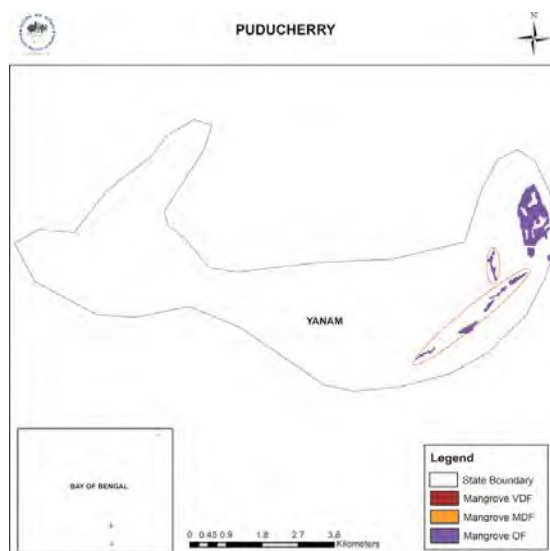 PUDUCHERRY
N
YANAM
BAY OF BENGAL
0 0.45 0.9 1.8 2.7 3.6
Kilometers
Legend
State Boundary
Mangrove VDF
Mangrove MDF
Mangrove OF